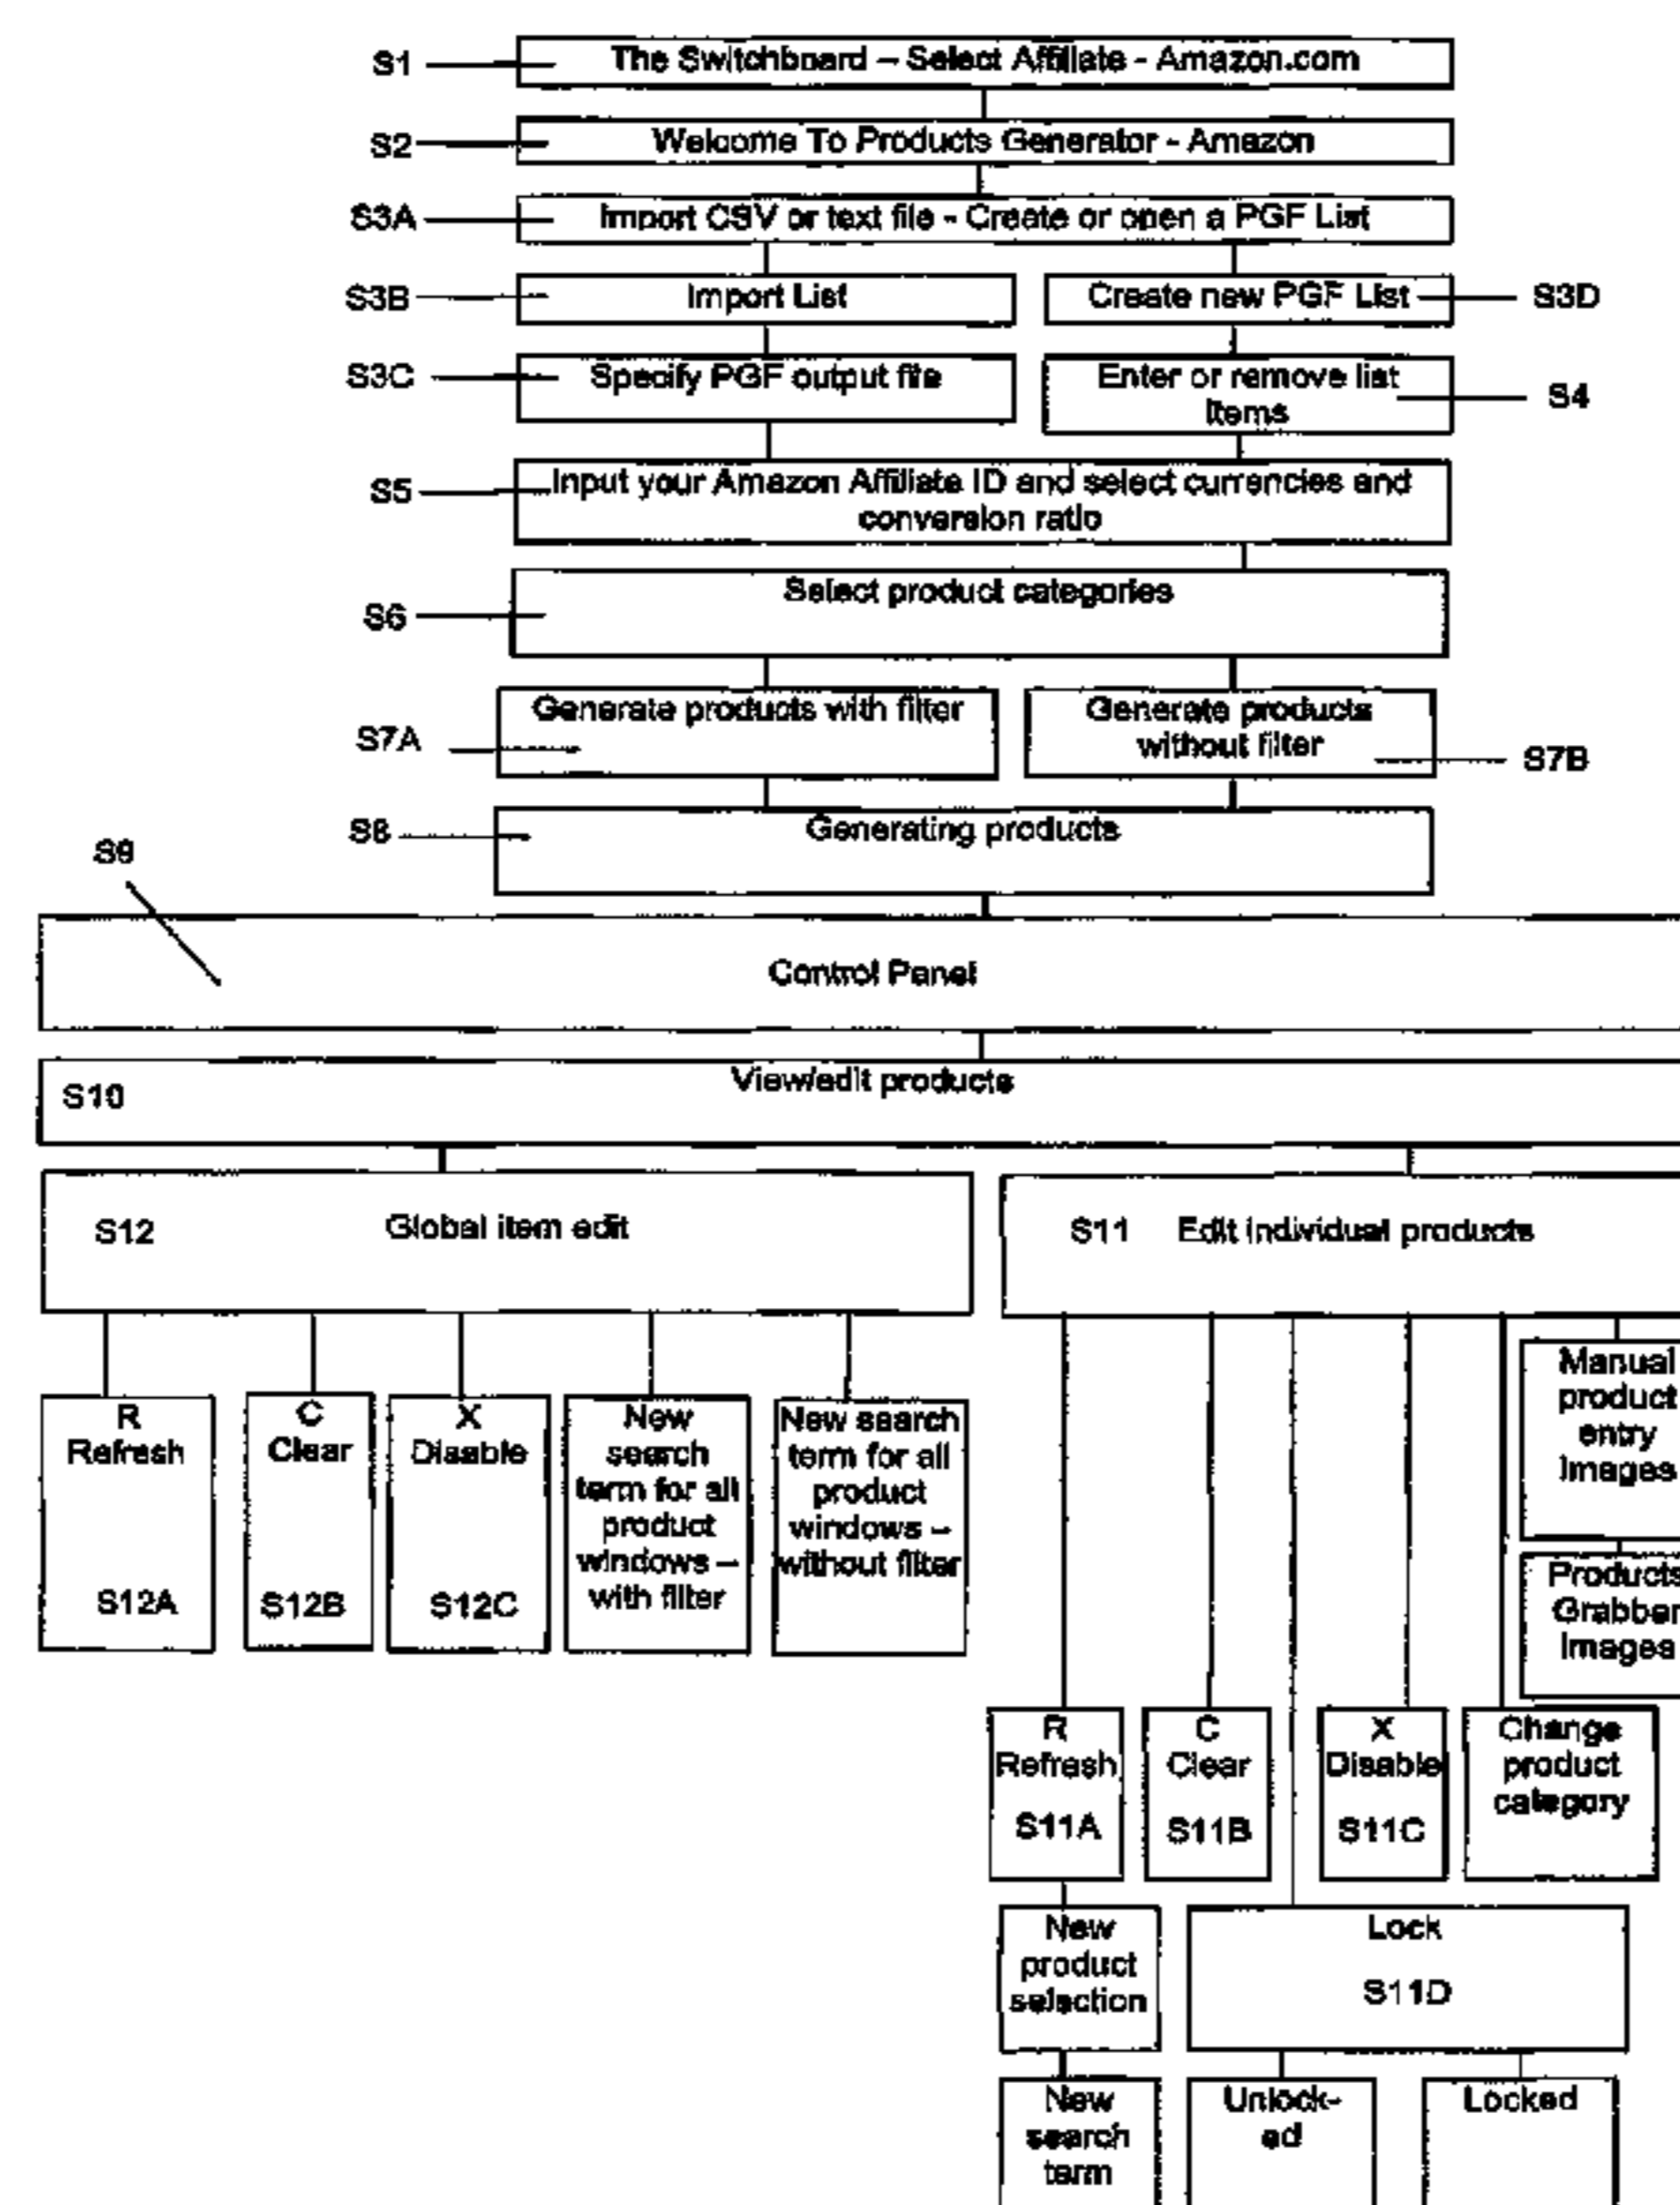 S1
The Switchboard – Select Affiliate - Amazon.com
S2
Welcome To Products Generator - Amazon
S3A
Import CSV or text file - Create or open a PGF List
S3B
Import List
Create new PGF List
S3D
S3C
Specify PGF output file
Enter or remove list
items
S4
S5
Input your Amazon Affiliate ID and select currencies and
conversion ratio
S6
Select product categories
S7A
Generate products with filter
Generate products
without filter
S7B
S8
Generating products
S9
Control Panel
S10
View/edit products
S12
Global item edit
S11
Edit individual products
R
Refresh
S12A
C
Clear
S12B
X
Disable
S12C
New
search
term for all
product
windows –
with filter
New search
term for all
product
windows –
without filter
Manual
product
entry
Images
Products
Grabber
Images
R
Refresh
S11A
C
Clear
S11B
X
Disable
S11C
Change
product
category
New
product
selection
Lock
S11D
New
search
term
Unlock-
ed
Locked